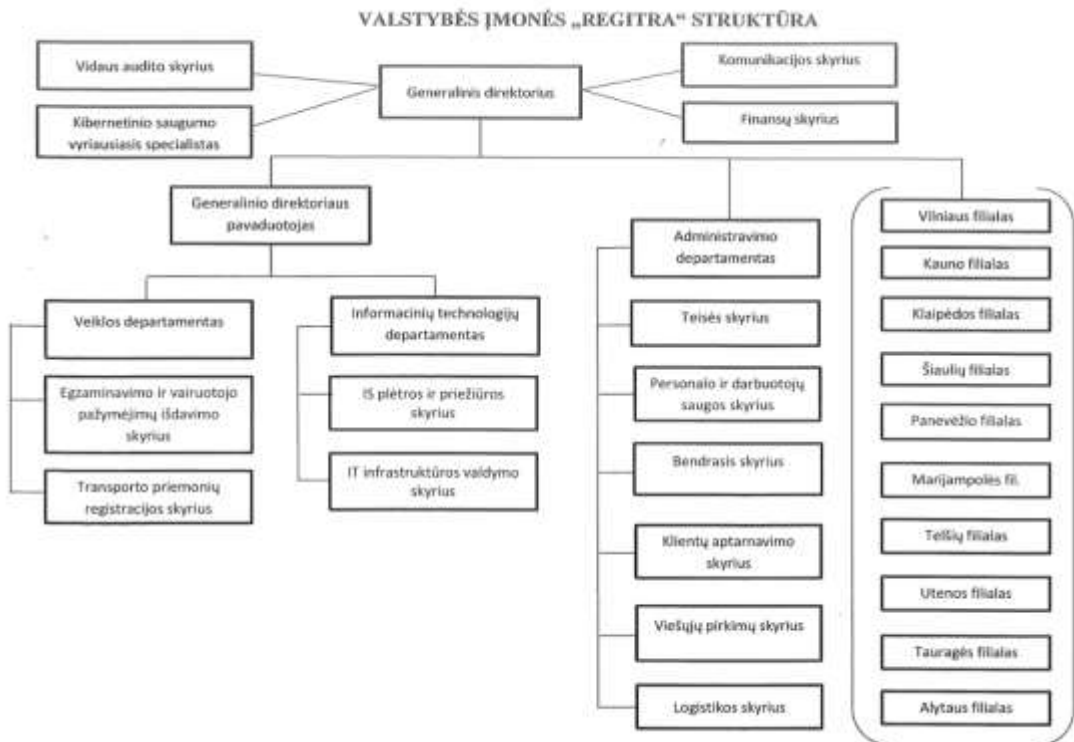 VALSTYBĖS ĮMONĖS „REGITRA“ STRUKTŪRA
Vidaus audito skyrius
Kibernetinio saugumo
vyriausiasis specialistas
Generalinis direktorius
Komunikacijos skyrius
Finansų skyrius
Generalinio direktoriaus
pavaduotojas
Veiklos departamentas
Egzaminavimo ir vairuotojo
pažymėjimų išdavimo
skyrius
Transporto priemonių
registracijos skyrius
Informacinių technologijų
departamentas
IS plėtros ir priežiūros
skyrius
IT infrastruktūros valdymo
skyrius
Administravimo
departamentas
Teisės skyrius
Personalo ir darbuotojų
saugos skyrius
Bendrasis skyrius
Klientų aptarnavimo
skyrius
Viešųjų pirkimų skyrius
Logistikos skyrius
Vilniaus filialas
Kauno filialas
Klaipėdos filialas
Šiaulių filialas
Panevėžio filialas
Marijampolės fil.
Telšių filialas
Utenos filialas
Tauragės filialas
Alytaus filialas